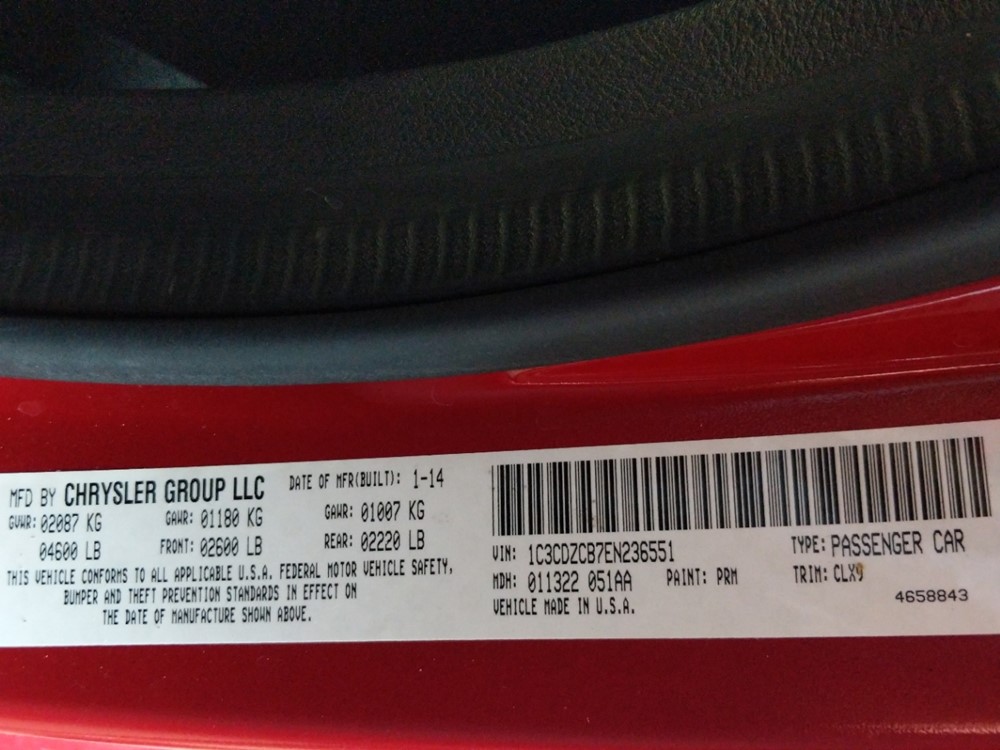 MFD BY CHRYSLER GROUP LLC DATE OF MFR(BUILT): 1-14
GVWR: 02087 KG GAWR: 01180 KG GAWR: 01007 KG
04600 LB FRONT: 02600 LB REAR: 02220 LB
THIS VEHICLE CONFORMS TO ALL APPLICABLE U.S.A. FEDERAL MOTOR VEHICLE SAFETY,
BUMPER AND THEFT PREVENTION STANDARDS IN EFFECT ON
THE DATE OF MANUFACTURE SHOWN ABOVE.
VIN: 1C3CDZCB7EN236551 TYPE: PASSENGER CAR
MDH: 011322 051AA PAINT: PRM TRIM: CLX9
VEHICLE MADE IN U.S.A. 4658843